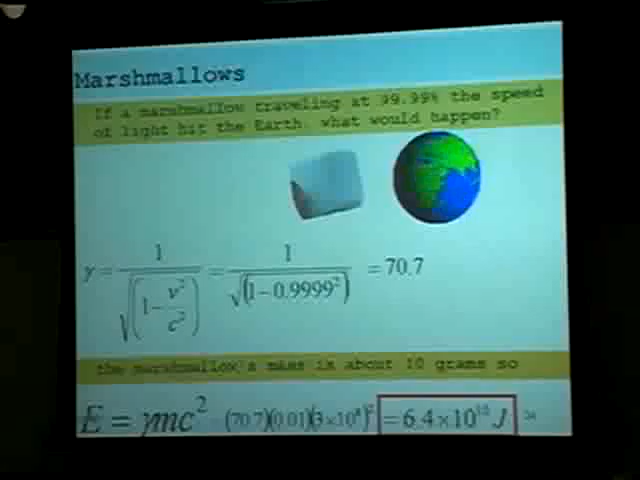 Marshmallows
If a marshmallow traveling at 99.99% the speed
of light hit the Earth, what would happen?
γ = 1 / √(1 − v²/c²) = 1 / √(1 − 0.9999²) = 70.7
the marshmallow's mass is about 10 grams so
E = γmc² = (70.7)(0.01)(3×10⁸)² = 6.4×10 J